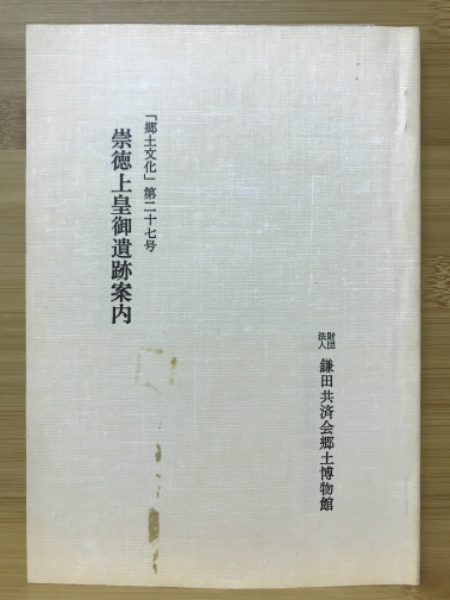 「郷土文化」第二十七号
崇徳上皇御遺跡案内
財団法人 鎌田共済会郷土博物館